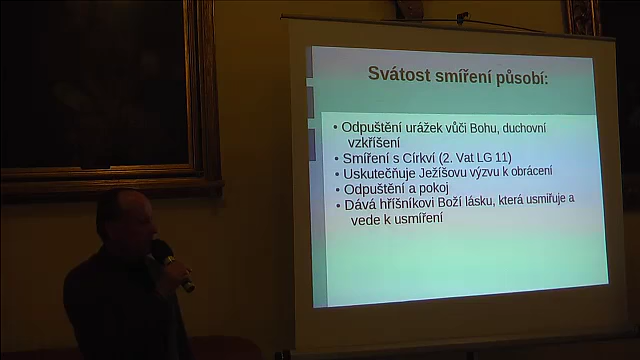 Svátost smíření působí:
• Odpuštění urážek vůči Bohu, duchovní
vzkříšení
• Smíření s Církví (2. Vat LG 11)
• Uskutečňuje Ježíšovu výzvu k obrácení
• Odpuštění a pokoj
• Dává hříšníkovi Boží lásku, která usmiřuje a
vede k usmíření